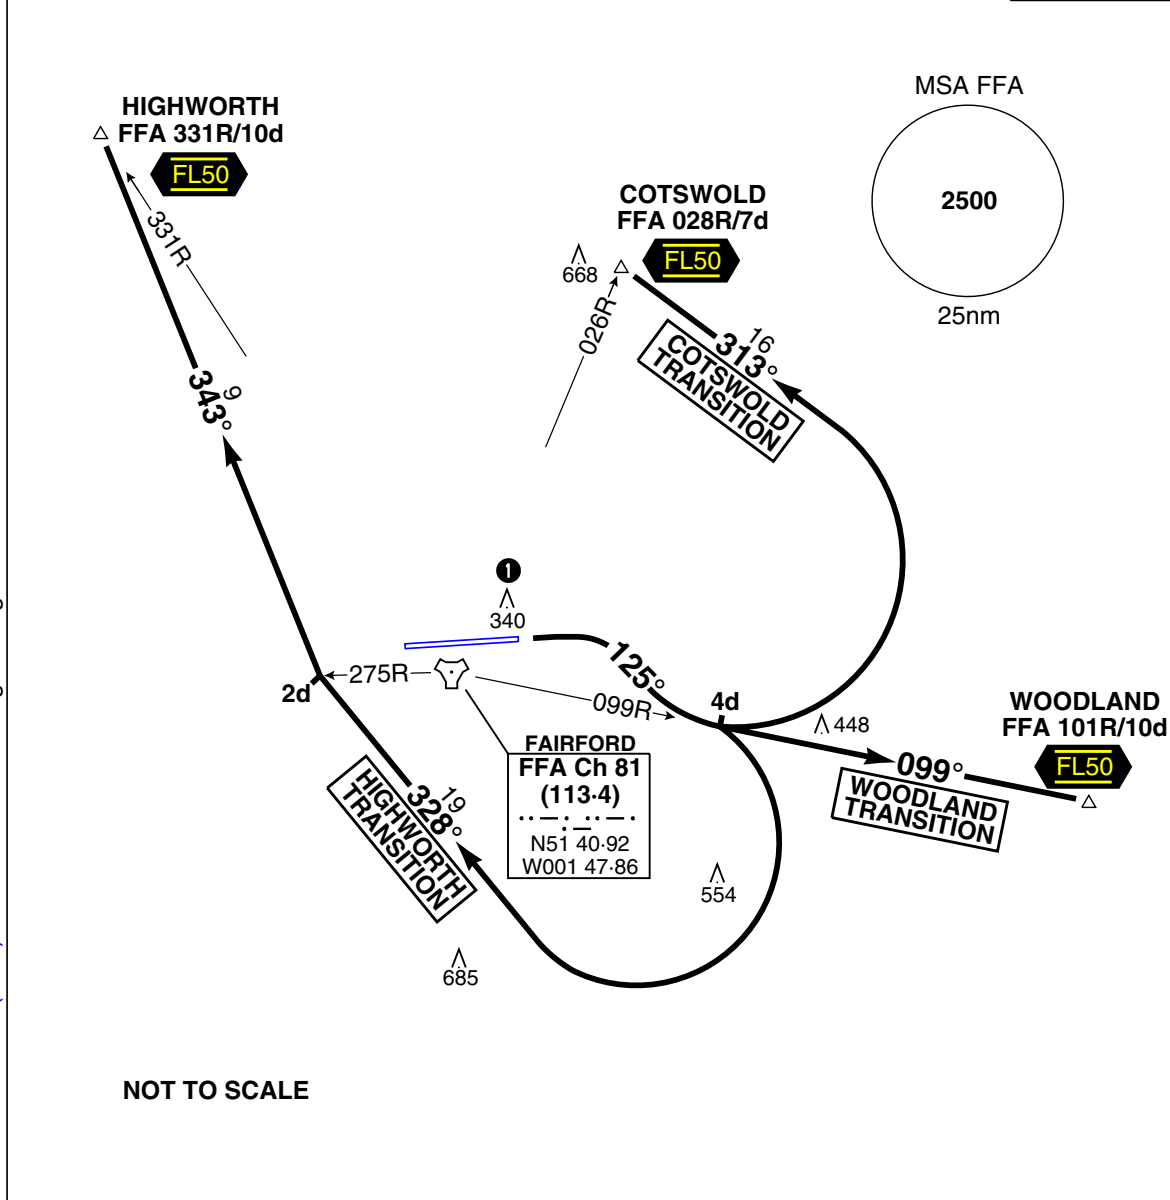 MSA FFA
2500
25nm
HIGHWORTH
FFA 331R/10d
FL50
331R
COTSWOLD
FFA 028R/7d
FL50
668
026R
16
313°
COTSWOLD
TRANSITION
9
343°
1
340
125°
275R
2d
099R
4d
448
WOODLAND
FFA 101R/10d
FL50
099°
WOODLAND
TRANSITION
FAIRFORD
FFA Ch 81
(113·4)
N51 40·92
W001 47·86
19
328°
HIGHWORTH
TRANSITION
554
685
NOT TO SCALE